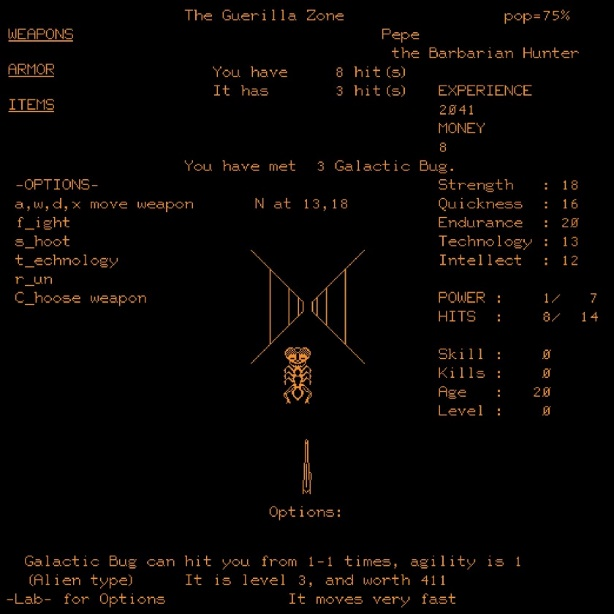 The Guerilla Zone pop=75%
WEAPONS Pepe
the Barbarian Hunter
ARMOR You have 8 hit(s)
It has 3 hit(s) EXPERIENCE
ITEMS 2041
MONEY
8
You have met 3 Galactic Bug.
-OPTIONS- Strength : 18
a,w,d,x move weapon N at 13,18 Quickness : 16
f_ight Endurance : 20
s_hoot Technology : 13
t_echnology Intellect : 12
r_un
C_hoose weapon POWER : 1/ 7
HITS : 8/ 14
Skill : 0
Kills : 0
Age : 20
Level : 0
Options:
Galactic Bug can hit you from 1-1 times, agility is 1
(Alien type) It is level 3, and worth 411
-Lab- for Options It moves very fast